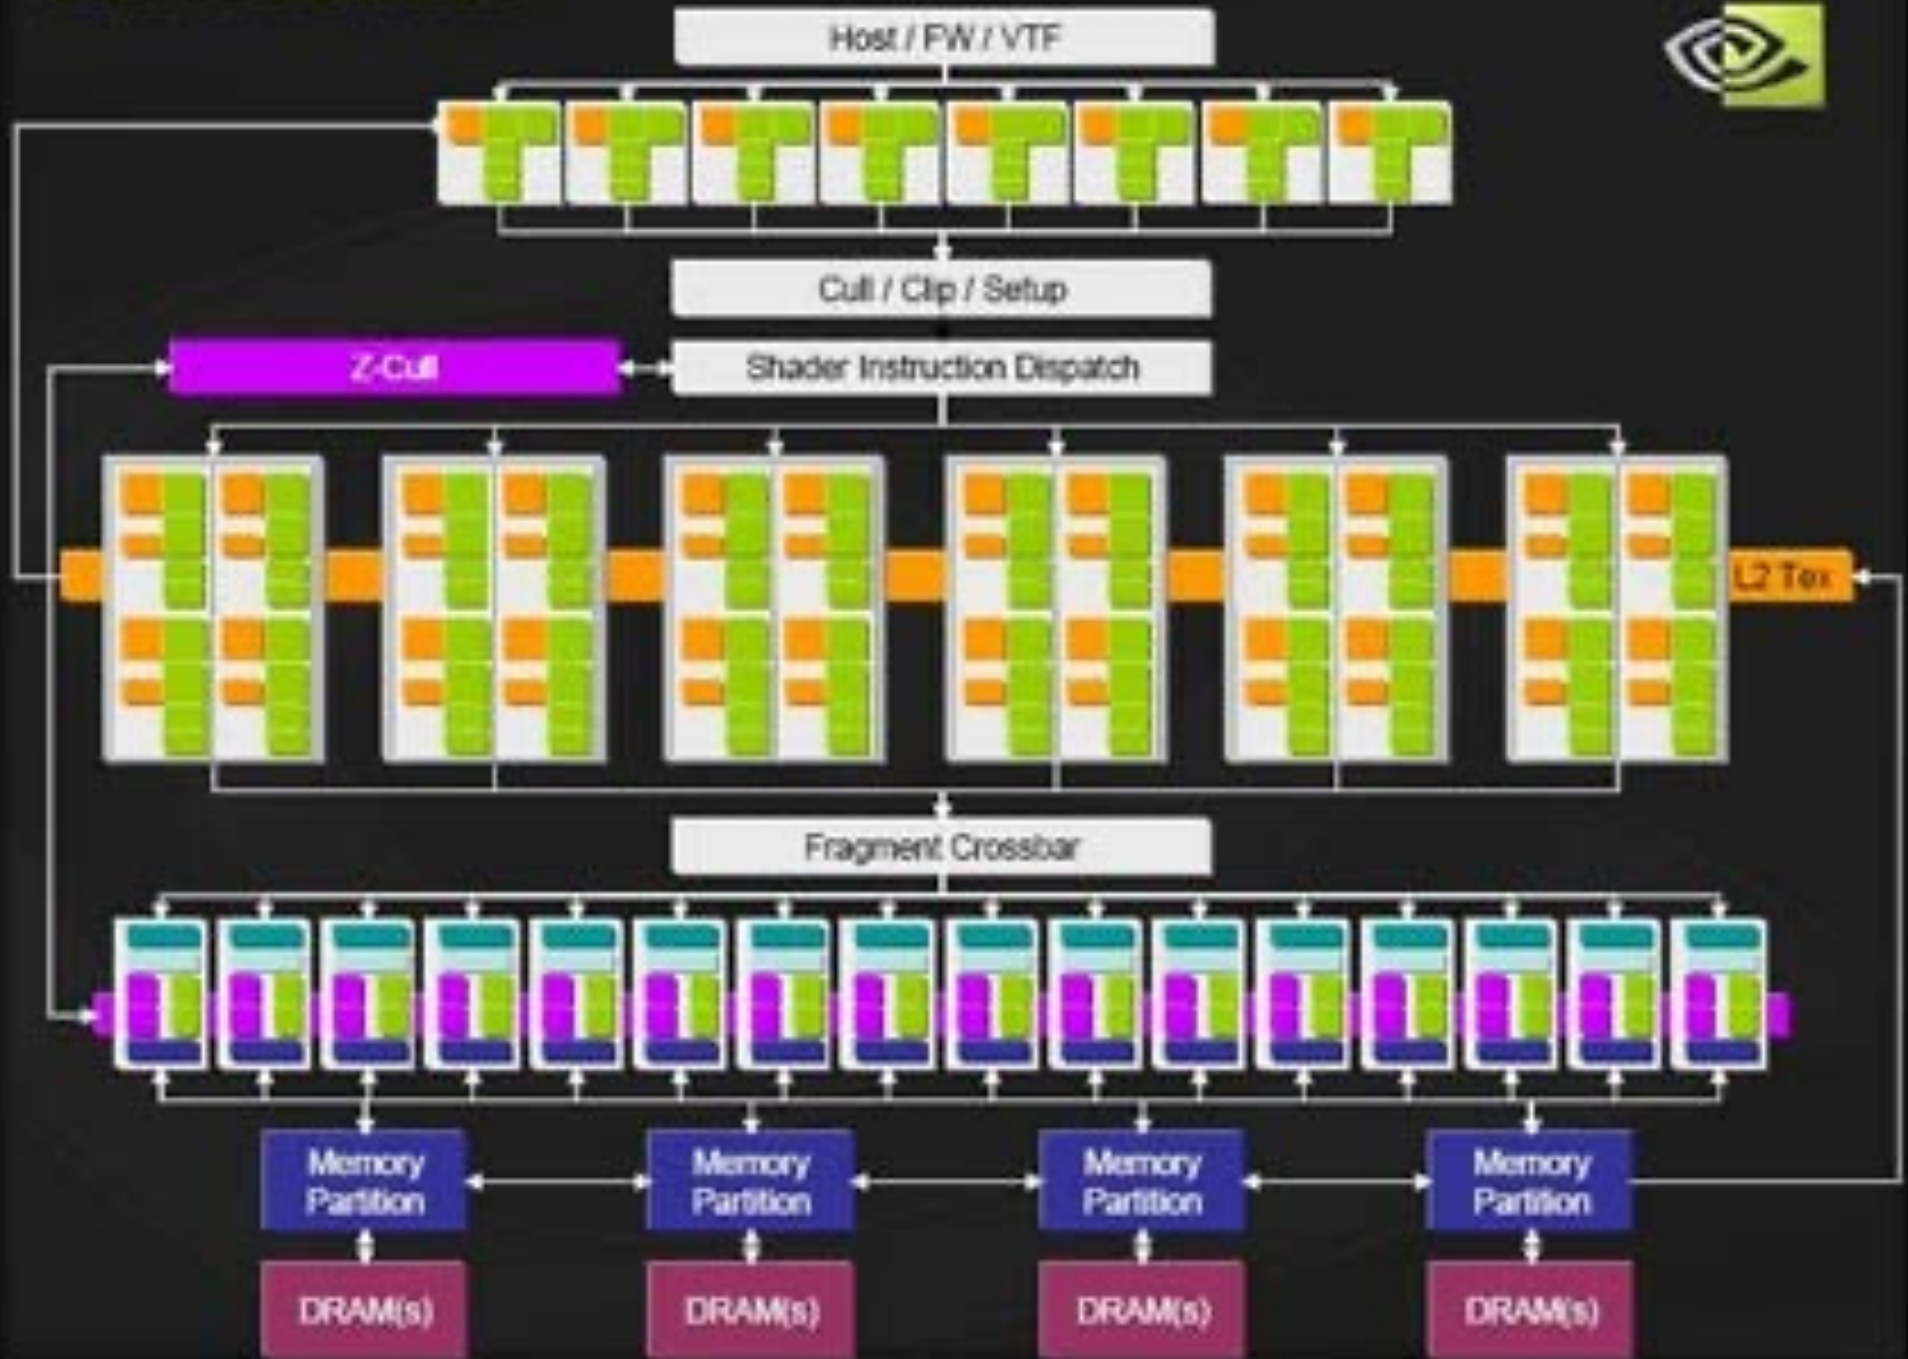 Host / FW / VTF
Cull / Clip / Setup
Z-Cull
Shader Instruction Dispatch
L2 Tex
Fragment Crossbar
Memory
Partition
Memory
Partition
Memory
Partition
Memory
Partition
DRAM(s)
DRAM(s)
DRAM(s)
DRAM(s)